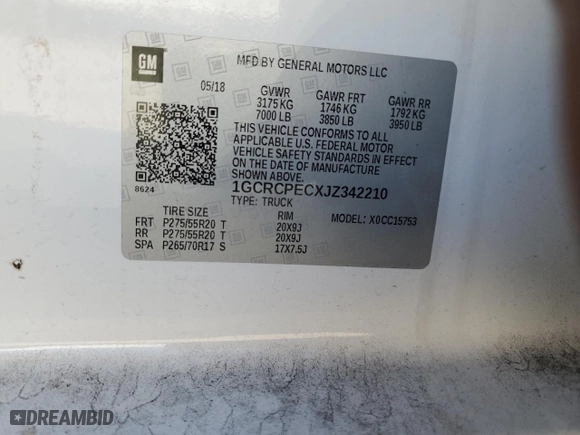 GM
MFD BY GENERAL MOTORS LLC
05/18 GVWR GAWR FRT GAWR RR
3175 KG 1746 KG 1792 KG
7000 LB 3850 LB 3950 LB
THIS VEHICLE CONFORMS TO ALL
APPLICABLE U.S. FEDERAL MOTOR
VEHICLE SAFETY STANDARDS IN EFFECT
ON THE DATE OF MANUFACTURE
SHOWN ABOVE.
8624 1GCRCPECXJZ342210
TYPE: TRUCK MODEL: X0CC15753
TIRE SIZE RIM
FRT P275/55R20 T 20X9J
RR P275/55R20 T 20X9J
SPA P265/70R17 S 17X7.5J
DREAMBID